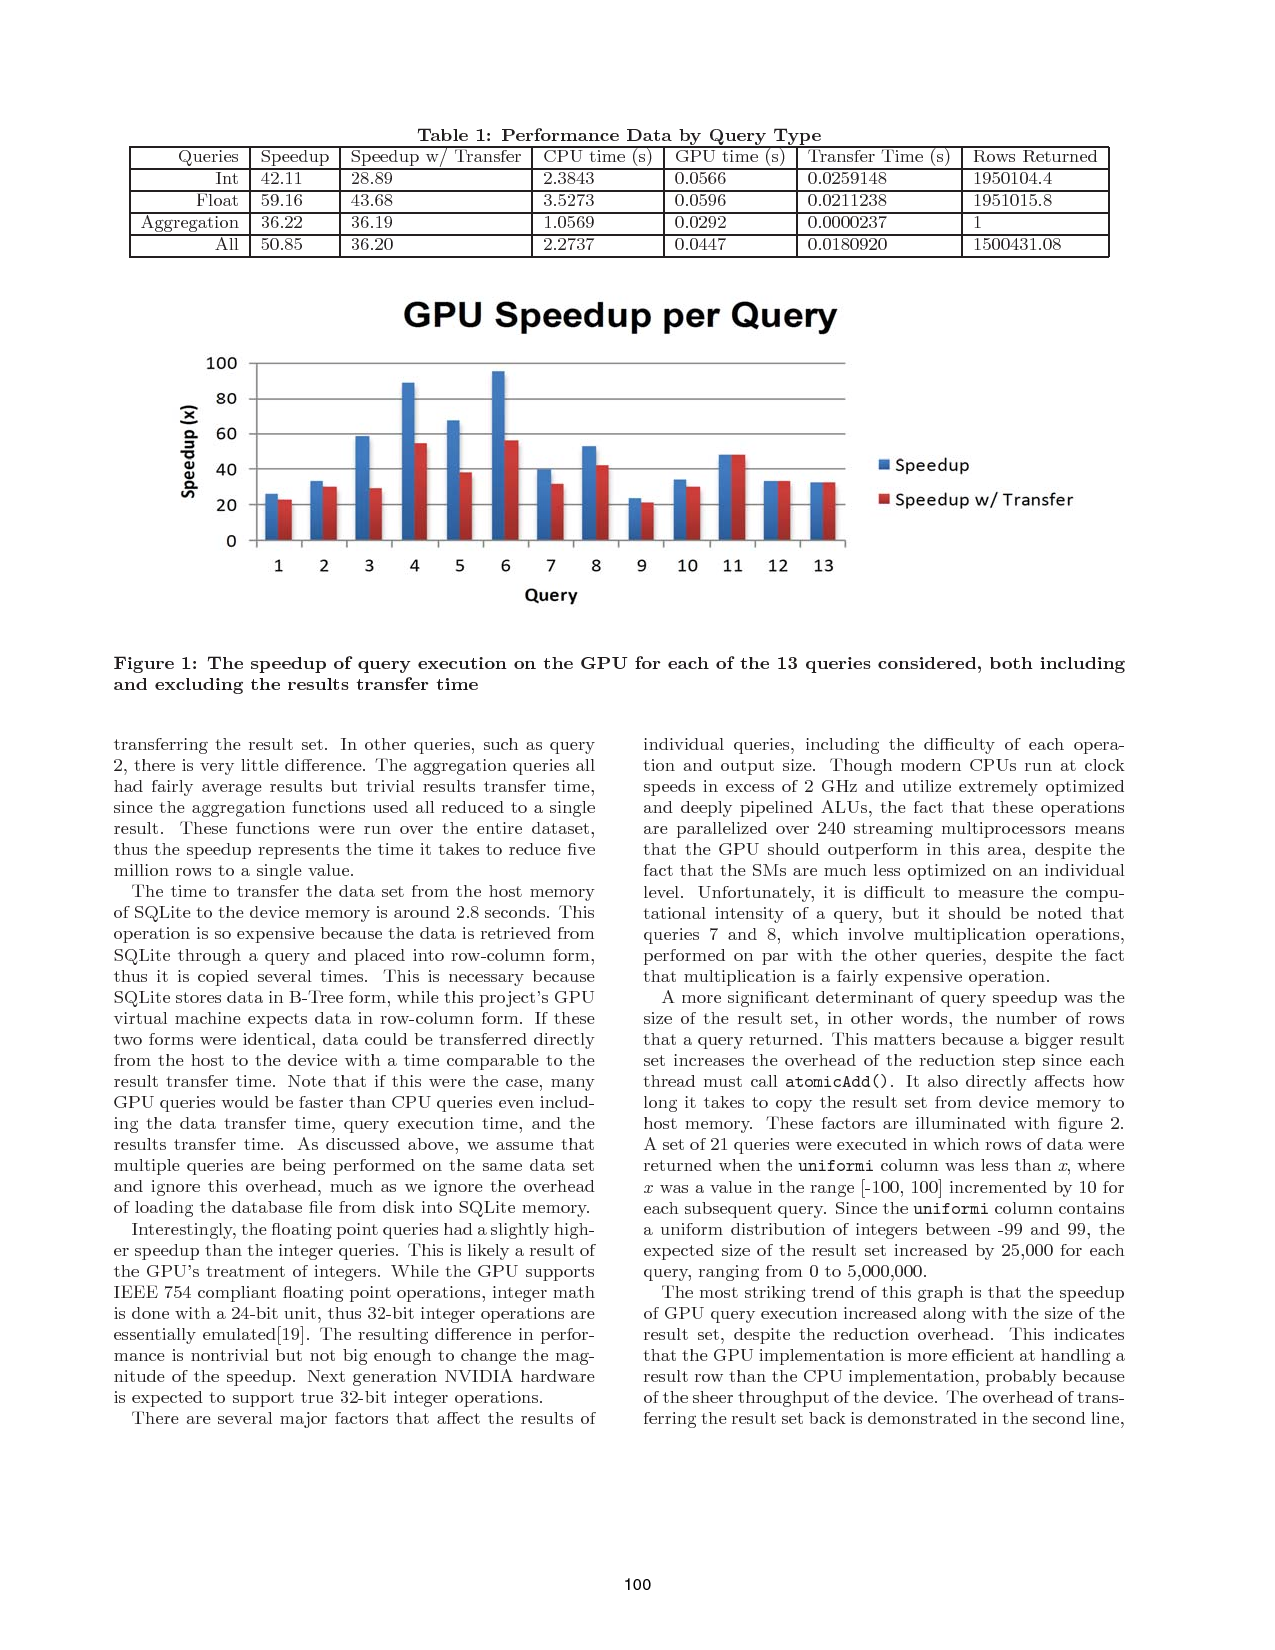 Table 1: Performance Data by Query Type
Queries Speedup Speedup w/ Transfer CPU time (s) GPU time (s) Transfer Time (s) Rows Returned
Int 42.11 28.89 2.3843 0.0566 0.0259148 1950104.4
Float 59.16 43.68 3.5273 0.0596 0.0211238 1951015.8
Aggregation 36.22 36.19 1.0569 0.0292 0.0000237 1
All 50.85 36.20 2.2737 0.0447 0.0180920 1500431.08
GPU Speedup per Query
100
80
60
40
20
0
Speedup (x)
1 2 3 4 5 6 7 8 9 10 11 12 13
Query
Speedup
Speedup w/ Transfer
Figure 1: The speedup of query execution on the GPU for each of the 13 queries considered, both including
and excluding the results transfer time
transferring the result set. In other queries, such as query
2, there is very little difference. The aggregation queries all
had fairly average results but trivial results transfer time,
since the aggregation functions used all reduced to a single
result. These functions were run over the entire dataset,
thus the speedup represents the time it takes to reduce five
million rows to a single value.
The time to transfer the data set from the host memory
of SQLite to the device memory is around 2.8 seconds. This
operation is so expensive because the data is retrieved from
SQLite through a query and placed into row-column form,
thus it is copied several times. This is necessary because
SQLite stores data in B-Tree form, while this project's GPU
virtual machine expects data in row-column form. If these
two forms were identical, data could be transferred directly
from the host to the device with a time comparable to the
result transfer time. Note that if this were the case, many
GPU queries would be faster than CPU queries even includ-
ing the data transfer time, query execution time, and the
results transfer time. As discussed above, we assume that
multiple queries are being performed on the same data set
and ignore this overhead, much as we ignore the overhead
of loading the database file from disk into SQLite memory.
Interestingly, the floating point queries had a slightly high-
er speedup than the integer queries. This is likely a result of
the GPU's treatment of integers. While the GPU supports
IEEE 754 compliant floating point operations, integer math
is done with a 24-bit unit, thus 32-bit integer operations are
essentially emulated[19]. The resulting difference in perfor-
mance is nontrivial but not big enough to change the mag-
nitude of the speedup. Next generation NVIDIA hardware
is expected to support true 32-bit integer operations.
There are several major factors that affect the results of
individual queries, including the difficulty of each opera-
tion and output size. Though modern CPUs run at clock
speeds in excess of 2 GHz and utilize extremely optimized
and deeply pipelined ALUs, the fact that these operations
are parallelized over 240 streaming multiprocessors means
that the GPU should outperform in this area, despite the
fact that the SMs are much less optimized on an individual
level. Unfortunately, it is difficult to measure the compu-
tational intensity of a query, but it should be noted that
queries 7 and 8, which involve multiplication operations,
performed on par with the other queries, despite the fact
that multiplication is a fairly expensive operation.
A more significant determinant of query speedup was the
size of the result set, in other words, the number of rows
that a query returned. This matters because a bigger result
set increases the overhead of the reduction step since each
thread must call atomicAdd(). It also directly affects how
long it takes to copy the result set from device memory to
host memory. These factors are illuminated with figure 2.
A set of 21 queries were executed in which rows of data were
returned when the uniformi column was less than x, where
x was a value in the range [-100, 100] incremented by 10 for
each subsequent query. Since the uniformi column contains
a uniform distribution of integers between -99 and 99, the
expected size of the result set increased by 25,000 for each
query, ranging from 0 to 5,000,000.
The most striking trend of this graph is that the speedup
of GPU query execution increased along with the size of the
result set, despite the reduction overhead. This indicates
that the GPU implementation is more efficient at handling a
result row than the CPU implementation, probably because
of the sheer throughput of the device. The overhead of trans-
ferring the result set back is demonstrated in the second line,
100